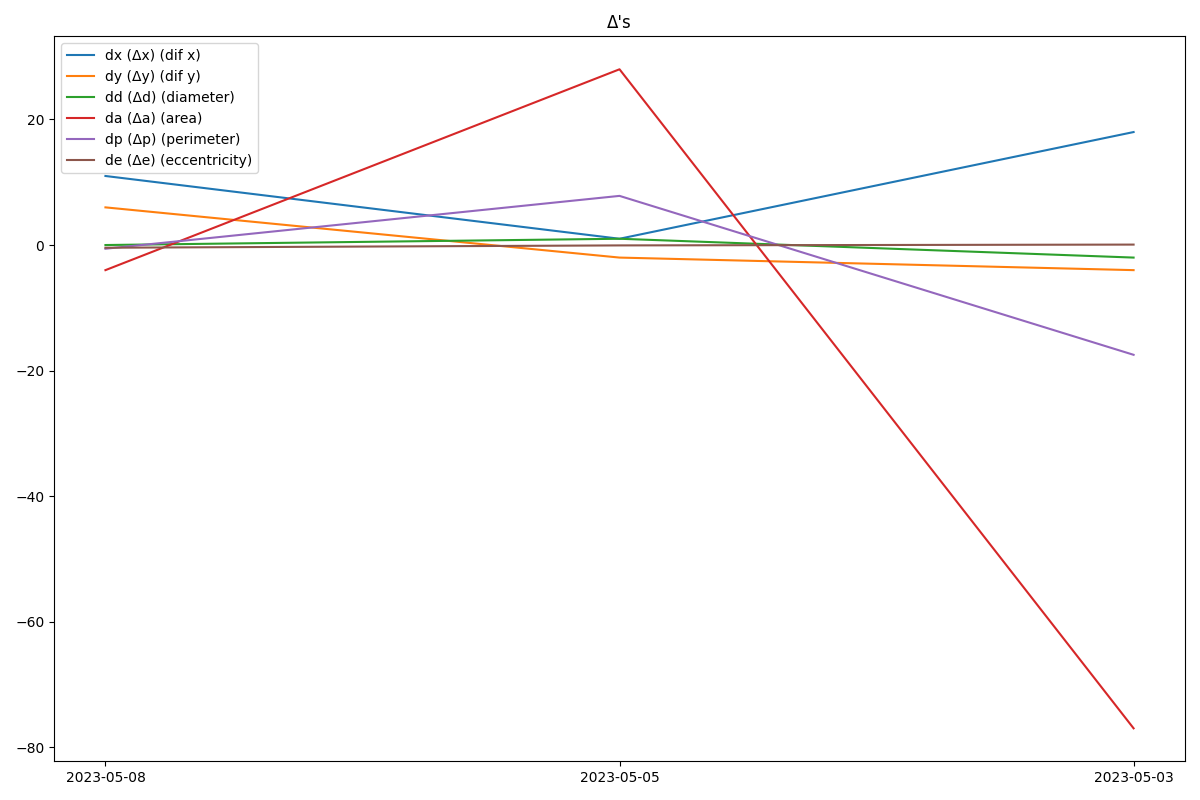 Δ's
dx (Δx) (dif x)
dy (Δy) (dif y)
dd (Δd) (diameter)
da (Δa) (area)
dp (Δp) (perimeter)
de (Δe) (eccentricity)
20
0
−20
−40
−60
−80
2023-05-08
2023-05-05
2023-05-03